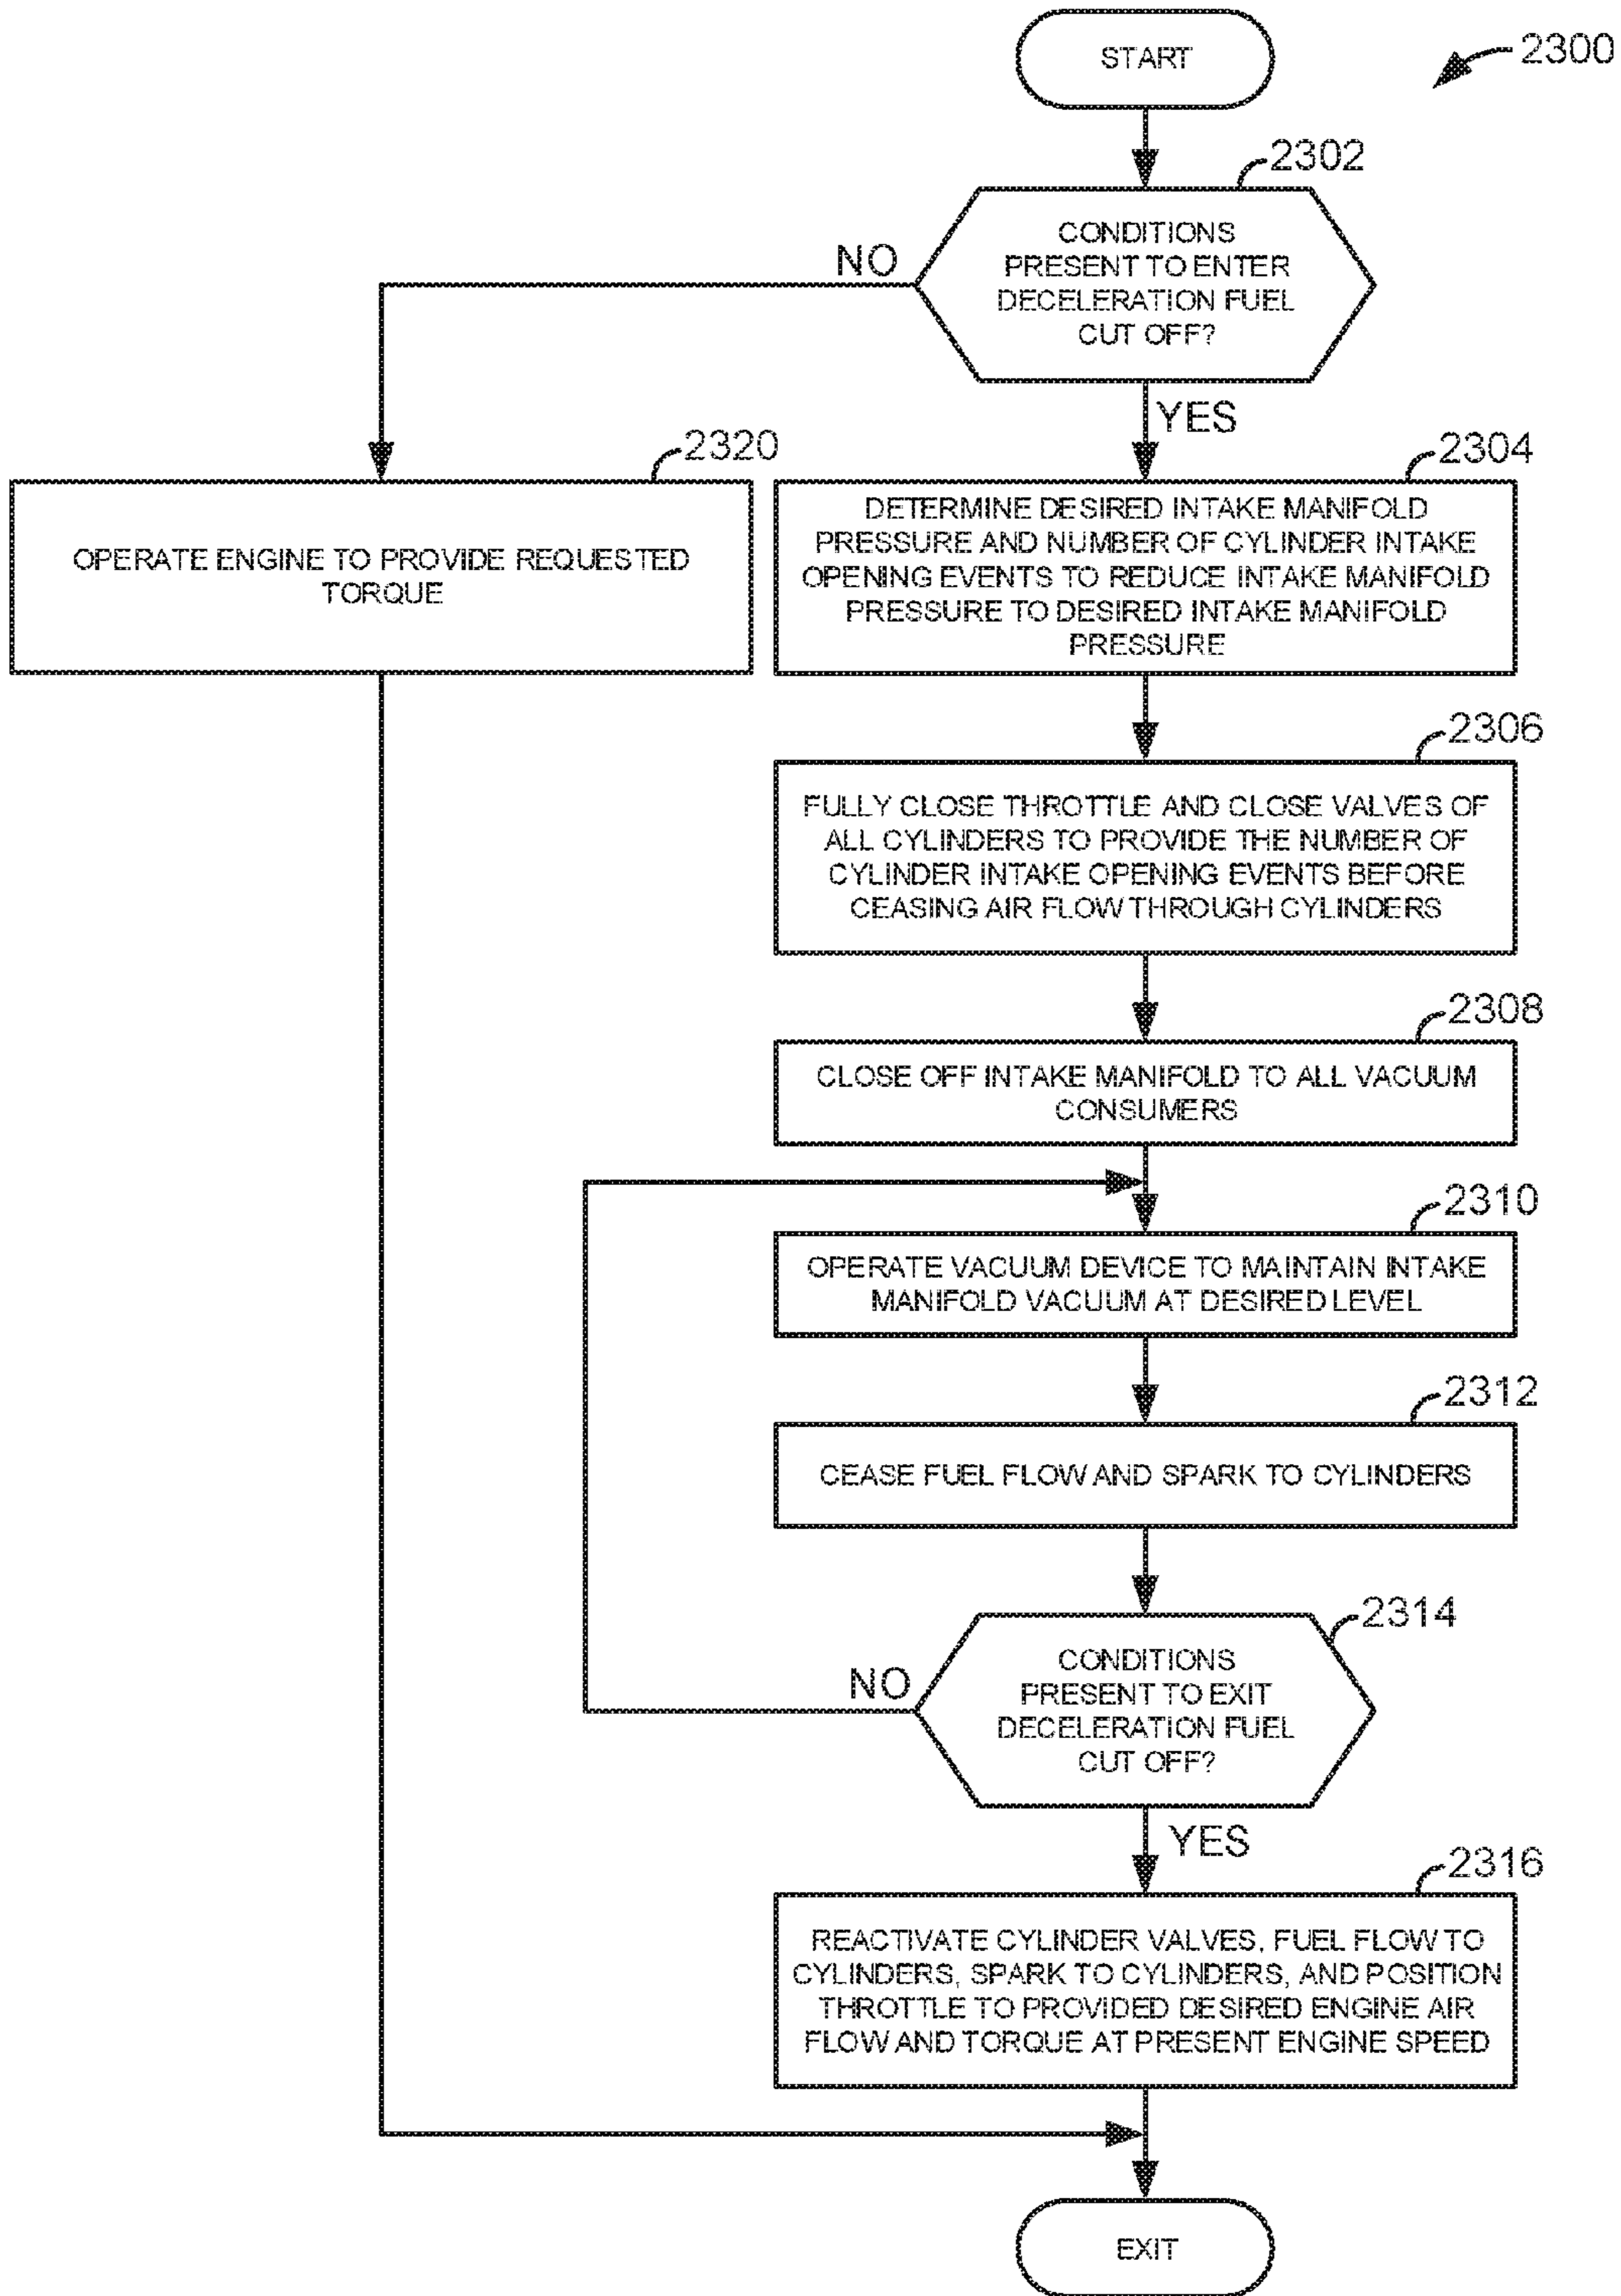 START
2300
2302
CONDITIONS
PRESENT TO ENTER
DECELERATION FUEL
CUT OFF?
NO
YES
2320
OPERATE ENGINE TO PROVIDE REQUESTED
TORQUE
2304
DETERMINE DESIRED INTAKE MANIFOLD
PRESSURE AND NUMBER OF CYLINDER INTAKE
OPENING EVENTS TO REDUCE INTAKE MANIFOLD
PRESSURE TO DESIRED INTAKE MANIFOLD
PRESSURE
2306
FULLY CLOSE THROTTLE AND CLOSE VALVES OF
ALL CYLINDERS TO PROVIDE THE NUMBER OF
CYLINDER INTAKE OPENING EVENTS BEFORE
CEASING AIR FLOW THROUGH CYLINDERS
2308
CLOSE OFF INTAKE MANIFOLD TO ALL VACUUM
CONSUMERS
2310
OPERATE VACUUM DEVICE TO MAINTAIN INTAKE
MANIFOLD VACUUM AT DESIRED LEVEL
2312
CEASE FUEL FLOW AND SPARK TO CYLINDERS
2314
CONDITIONS
PRESENT TO EXIT
DECELERATION FUEL
CUT OFF?
NO
YES
2316
REACTIVATE CYLINDER VALVES, FUEL FLOW TO
CYLINDERS, SPARK TO CYLINDERS, AND POSITION
THROTTLE TO PROVIDED DESIRED ENGINE AIR
FLOW AND TORQUE AT PRESENT ENGINE SPEED
EXIT